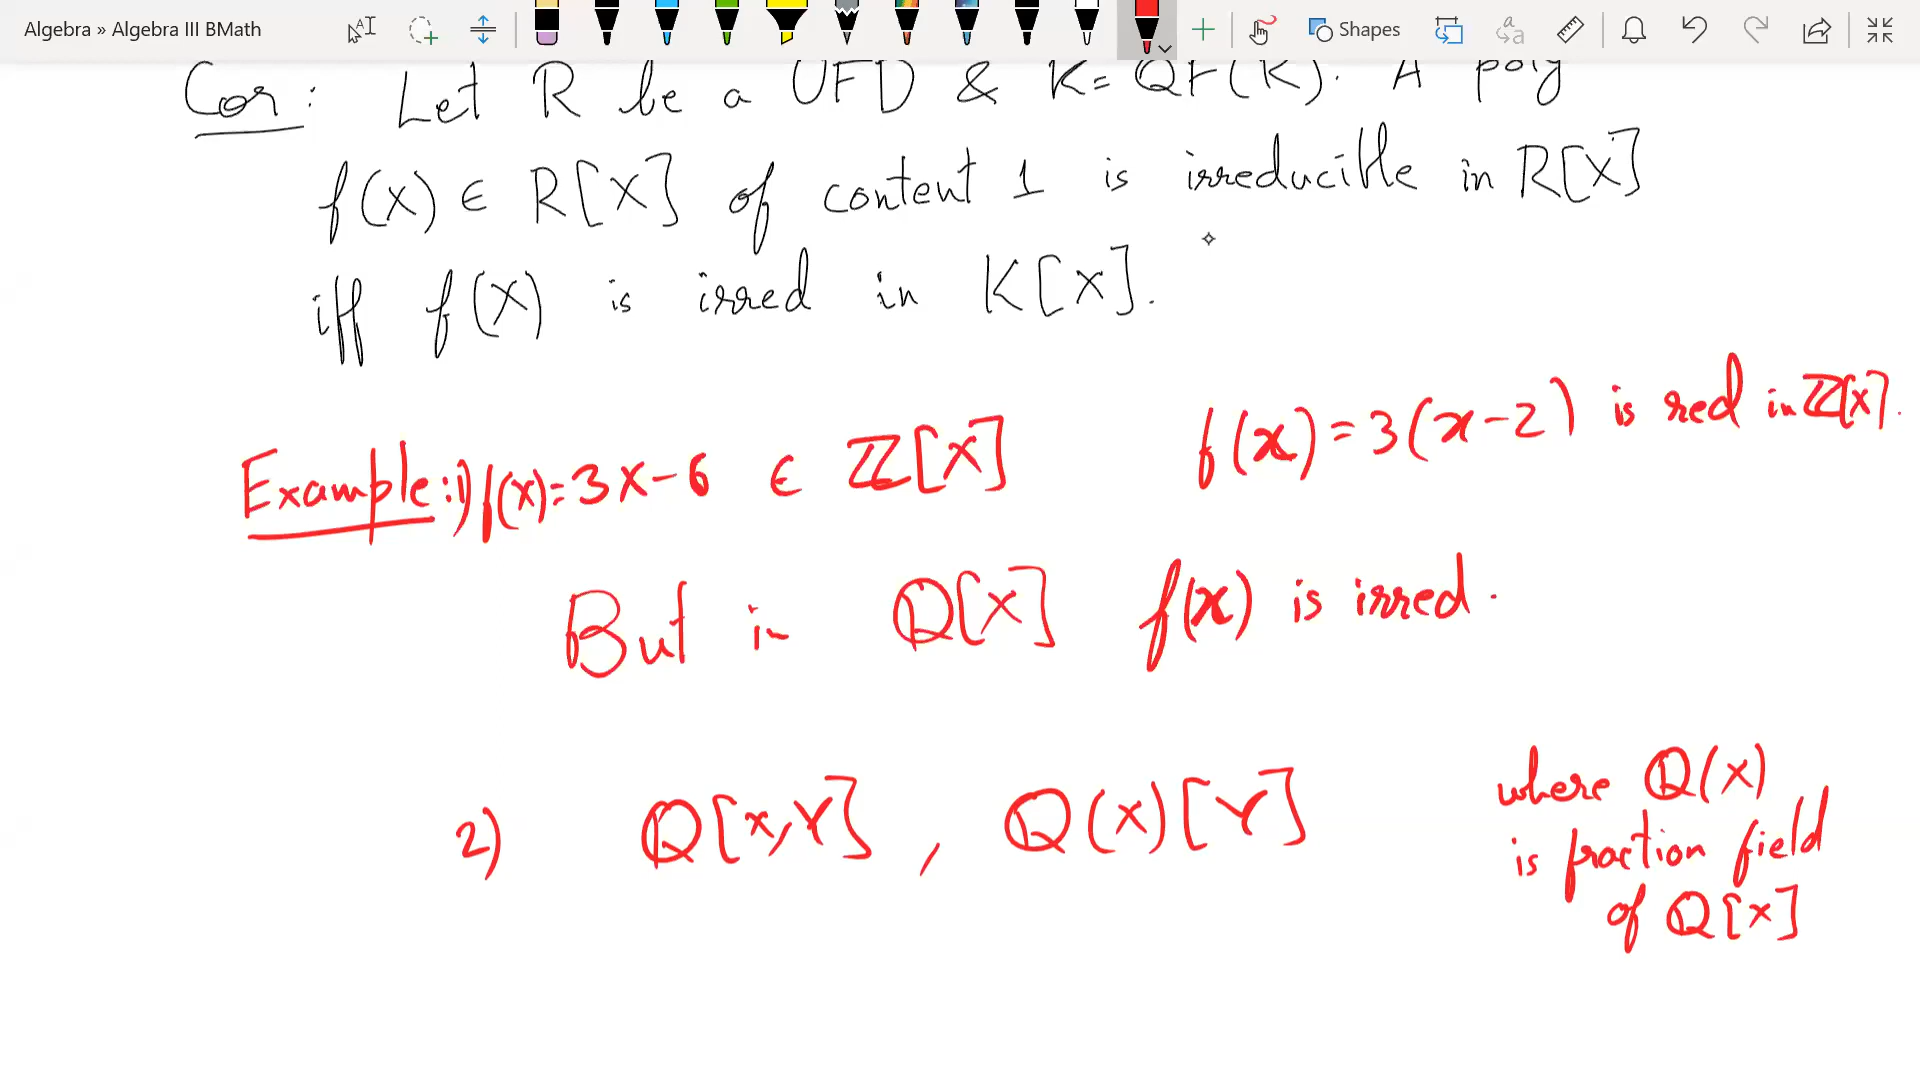 Algebra » Algebra III BMath
Shapes
Cor: Let R be a UFD & K = QF(R). A poly
f(X) ∈ R[X] of content 1 is irreducible in R[X]
iff f(X) is irred in K[X].
Example: 1) f(X) = 3X - 6 ∈ ℤ[X] f(x) = 3(x-2) is red in ℤ[X].
But in ℚ[X] f(x) is irred.
2) ℚ[X,Y] , ℚ(X)[Y] where ℚ(X)
is fraction field
of ℚ[X]